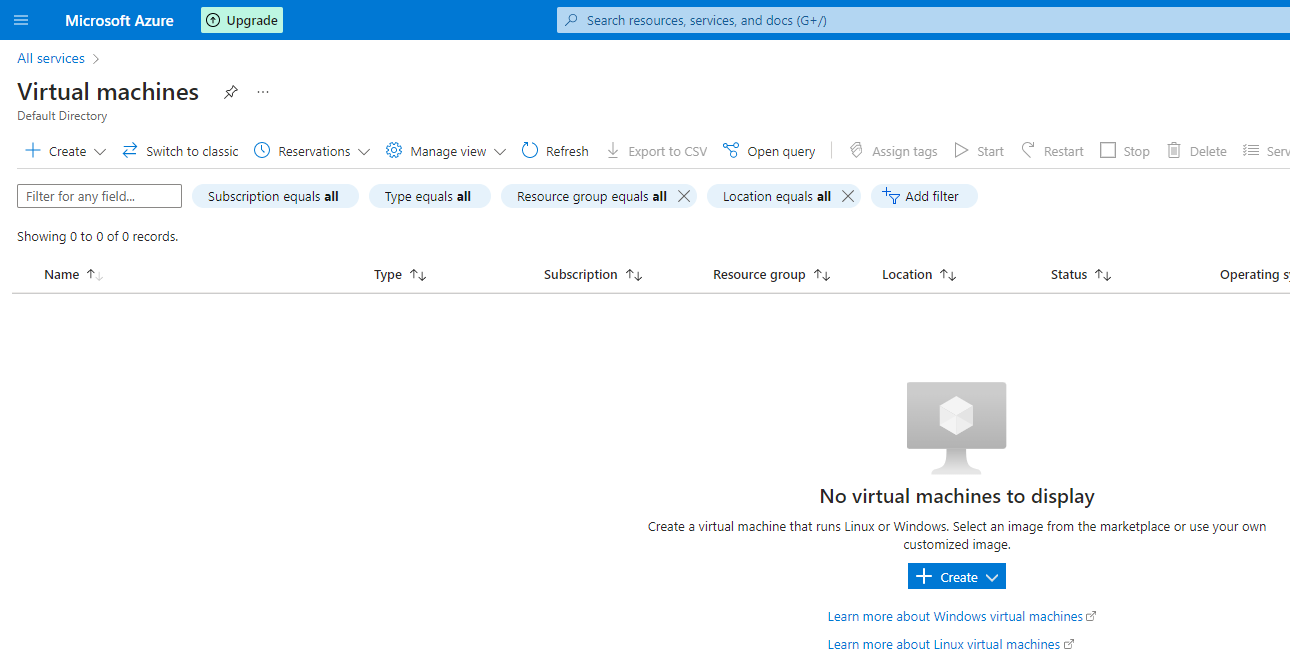 Microsoft Azure Upgrade Search resources, services, and docs (G+/)
All services
Virtual machines ...
Default Directory
Create Switch to classic Reservations Manage view Refresh Export to CSV Open query Assign tags Start Restart Stop Delete Serv
Filter for any field... Subscription equals all Type equals all Resource group equals all Location equals all Add filter
Showing 0 to 0 of 0 records.
Name Type Subscription Resource group Location Status Operating sy
No virtual machines to display
Create a virtual machine that runs Linux or Windows. Select an image from the marketplace or use your own
customized image.
Create
Learn more about Windows virtual machines
Learn more about Linux virtual machines